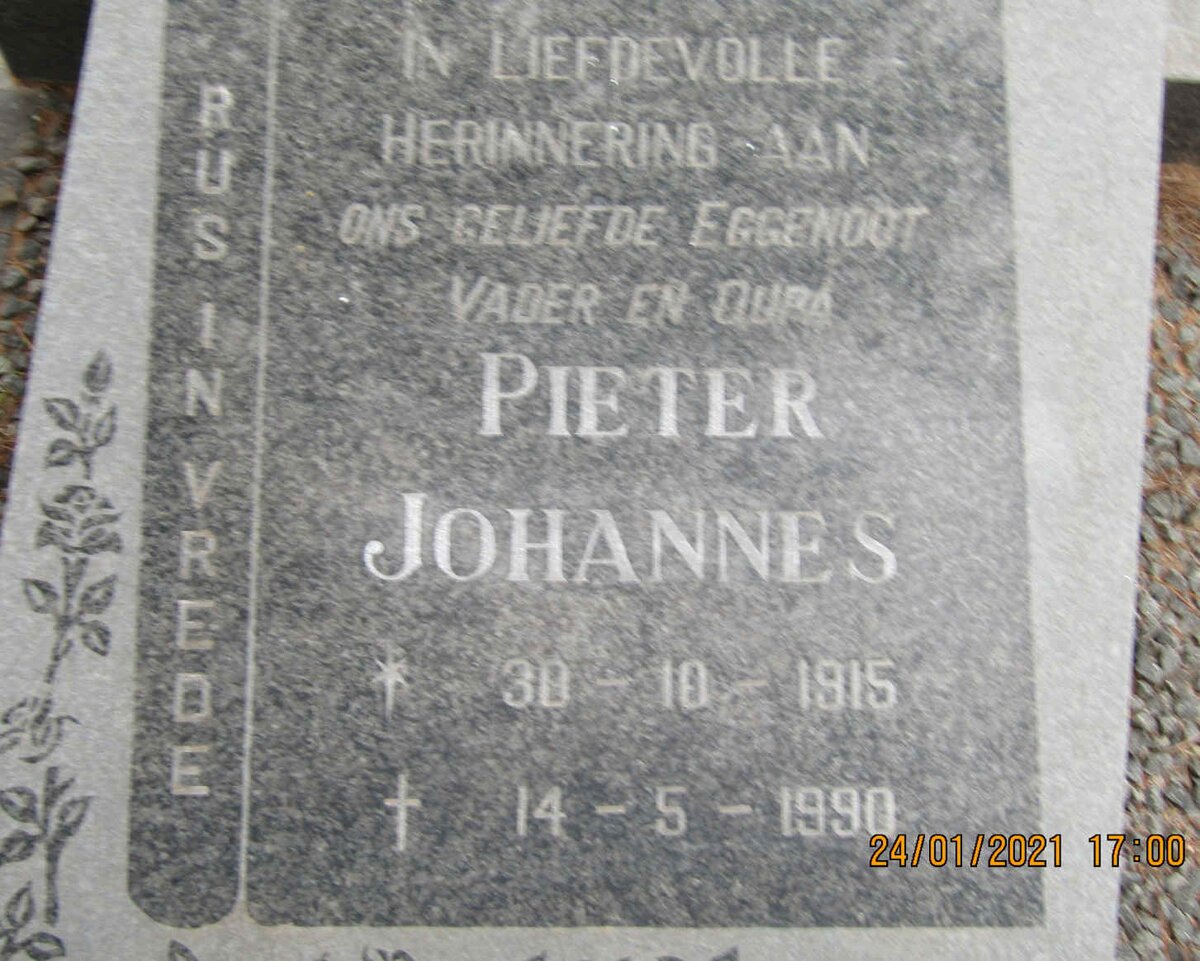 RUS IN VREDE
IN LIEFDEVOLLE
HERINNERING AAN
ONS GELIEFDE EGGENOOT
VADER EN OUPA
PIETER
JOHANNES
* 30 - 10 - 1915
† 14 - 5 - 1990
24/01/2021 17:00